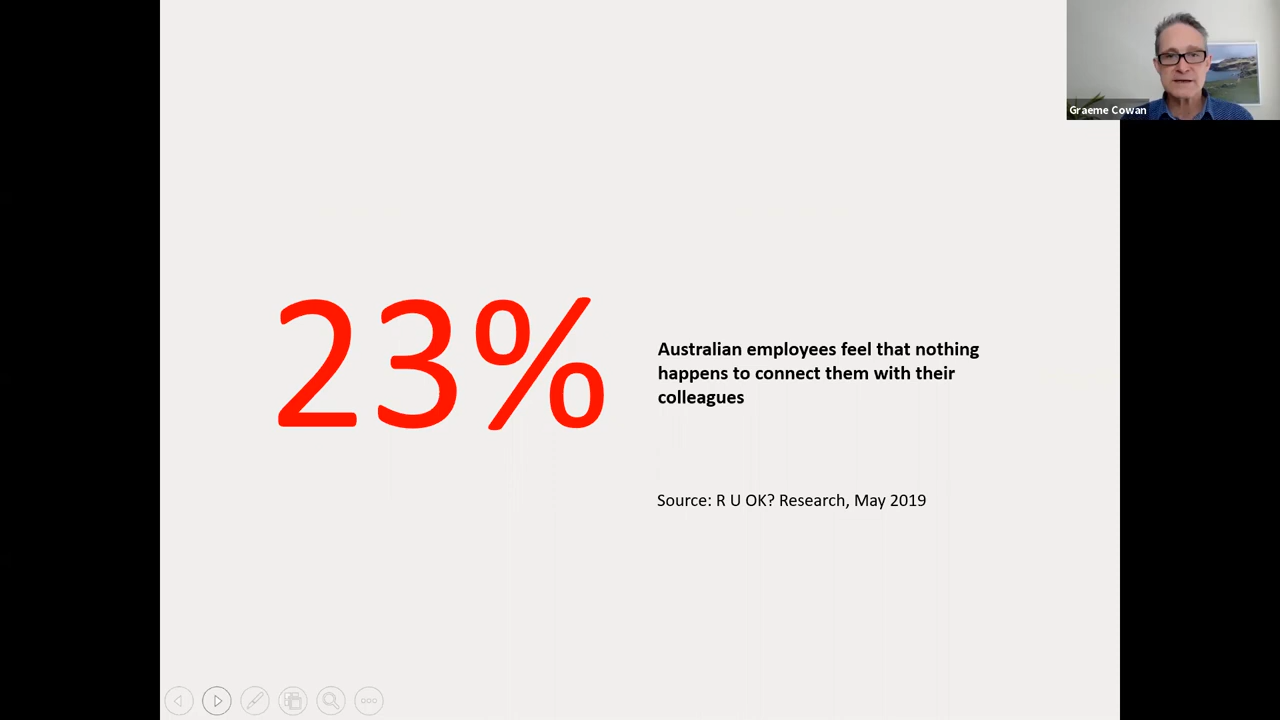 Graeme Cowan
23%
Australian employees feel that nothing
happens to connect them with their
colleagues
Source: R U OK? Research, May 2019